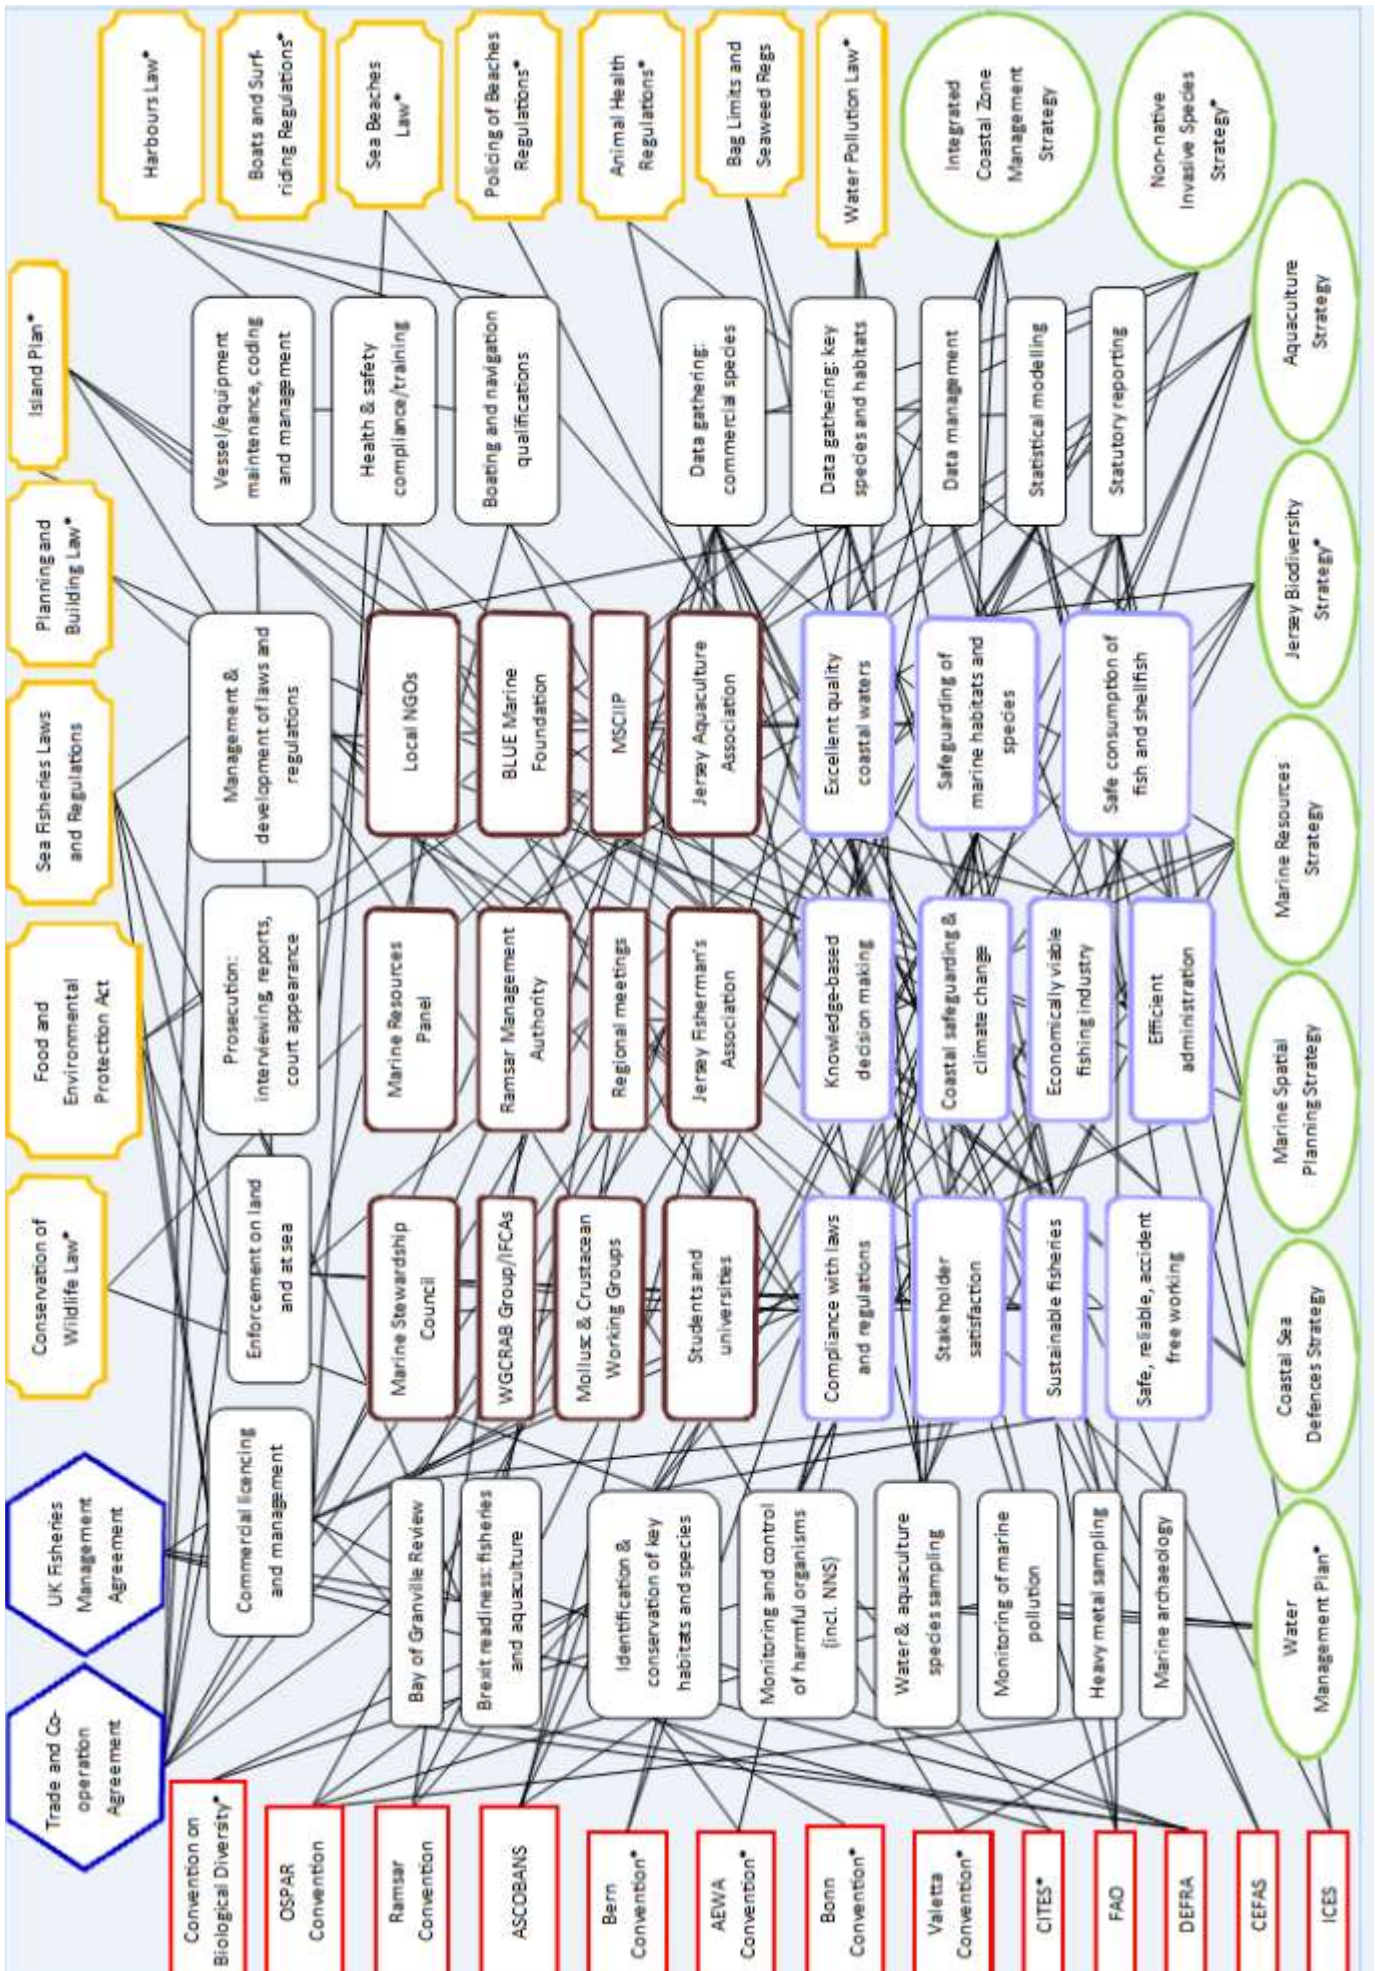 Trade and Co-
operation
Agreement
UK Fisheries
Management
Agreement
Conservation of
Wildlife Law*
Food and
Environmental
Protection Act
Sea Fisheries Laws
and Regulations
Planning and
Building Law*
Island Plan*
Convention on
Biological Diversity*
OSPAR
Convention
Ramsar
Convention
ASCOBANS
Bern
Convention*
AEWA
Convention*
Bonn
Convention*
Valetta
Convention*
CITES*
FAO
DEFRA
CEFAS
ICES
Commercial licencing
and management
Bay of Granville Review
Brexit readiness: fisheries
and aquaculture
Identification &
conservation of key
habitats and species
Monitoring and control
of harmful organisms
(incl. NNS)
Water & aquaculture
species sampling
Monitoring of marine
pollution
Heavy metal sampling
Marine archaeology
Enforcement on land
and at sea
Marine Stewardship
Council
WGCRAB Group/IFCAs
Mollusc & Crustacean
Working Groups
Students and
universities
Compliance with laws
and regulations
Stakeholder
satisfaction
Sustainable fisheries
Safe, reliable, accident
free working
Prosecution:
interviewing, reports,
court appearance
Marine Resources
Panel
Ramsar Management
Authority
Regional meetings
Jersey Fisherman's
Association
Knowledge-based
decision making
Coastal safeguarding &
climate change
Economically viable
fishing industry
Efficient
administration
Management &
development of laws and
regulations
Local NGOs
BLUE Marine
Foundation
MSCIIP
Jersey Aquaculture
Association
Excellent quality
coastal waters
Safeguarding of
marine habitats and
species
Safe consumption of
fish and shellfish
Vessel/equipment
maintenance, coding
and management
Health & safety
compliance/training
Boating and navigation
qualifications
Data gathering:
commercial species
Data gathering: key
species and habitats
Data management
Statistical modelling
Statutory reporting
Harbours Law*
Boats and Surf-
riding Regulations*
Sea Beaches
Law*
Policing of Beaches
Regulations*
Animal Health
Regulations*
Bag Limits and
Seaweed Regs
Water Pollution Law*
Integrated
Coastal Zone
Management
Strategy
Non-native
Invasive Species
Strategy*
Water
Management Plan*
Coastal Sea
Defences Strategy
Marine Spatial
Planning Strategy
Marine Resources
Strategy
Jersey Biodiversity
Strategy*
Aquaculture
Strategy